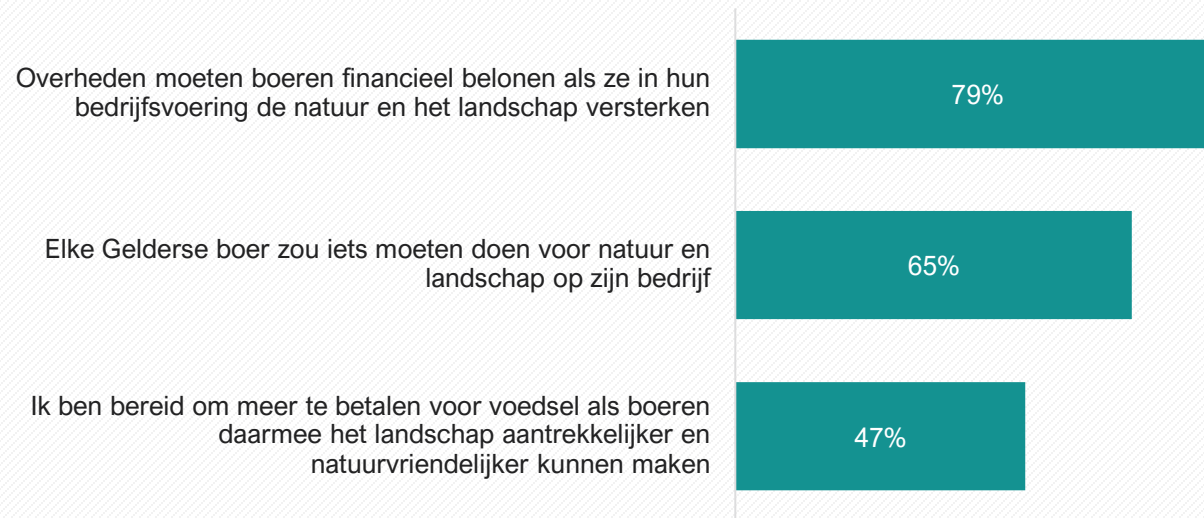 Overheden moeten boeren financieel belonen als ze in hun
bedrijfsvoering de natuur en het landschap versterken
79%
Elke Gelderse boer zou iets moeten doen voor natuur en
landschap op zijn bedrijf
65%
Ik ben bereid om meer te betalen voor voedsel als boeren
daarmee het landschap aantrekkelijker en
natuurvriendelijker kunnen maken
47%